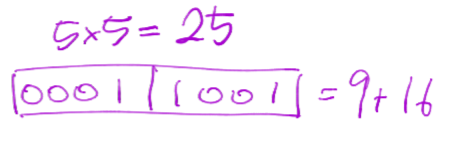 5×5 = 25
0001 | 1001 = 9+16